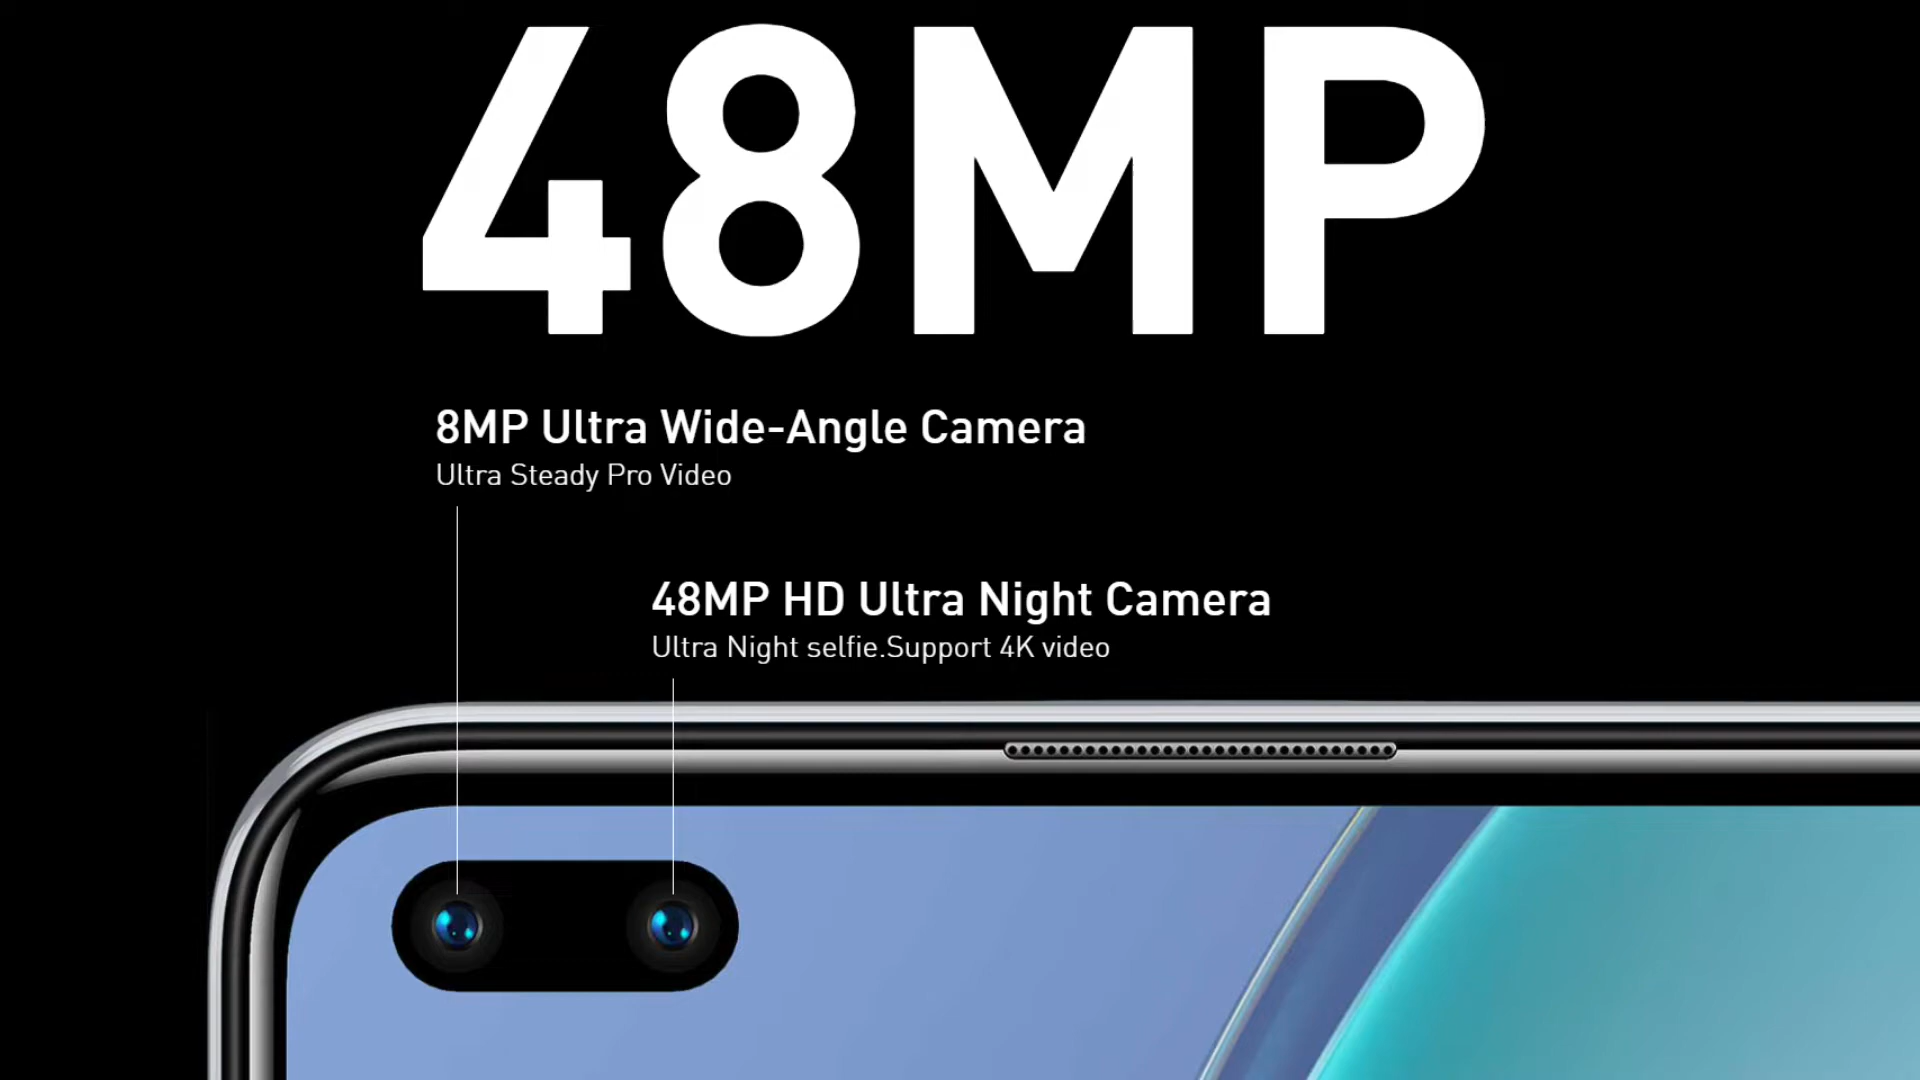 48MP
8MP Ultra Wide-Angle Camera
Ultra Steady Pro Video
48MP HD Ultra Night Camera
Ultra Night selfie.Support 4K video